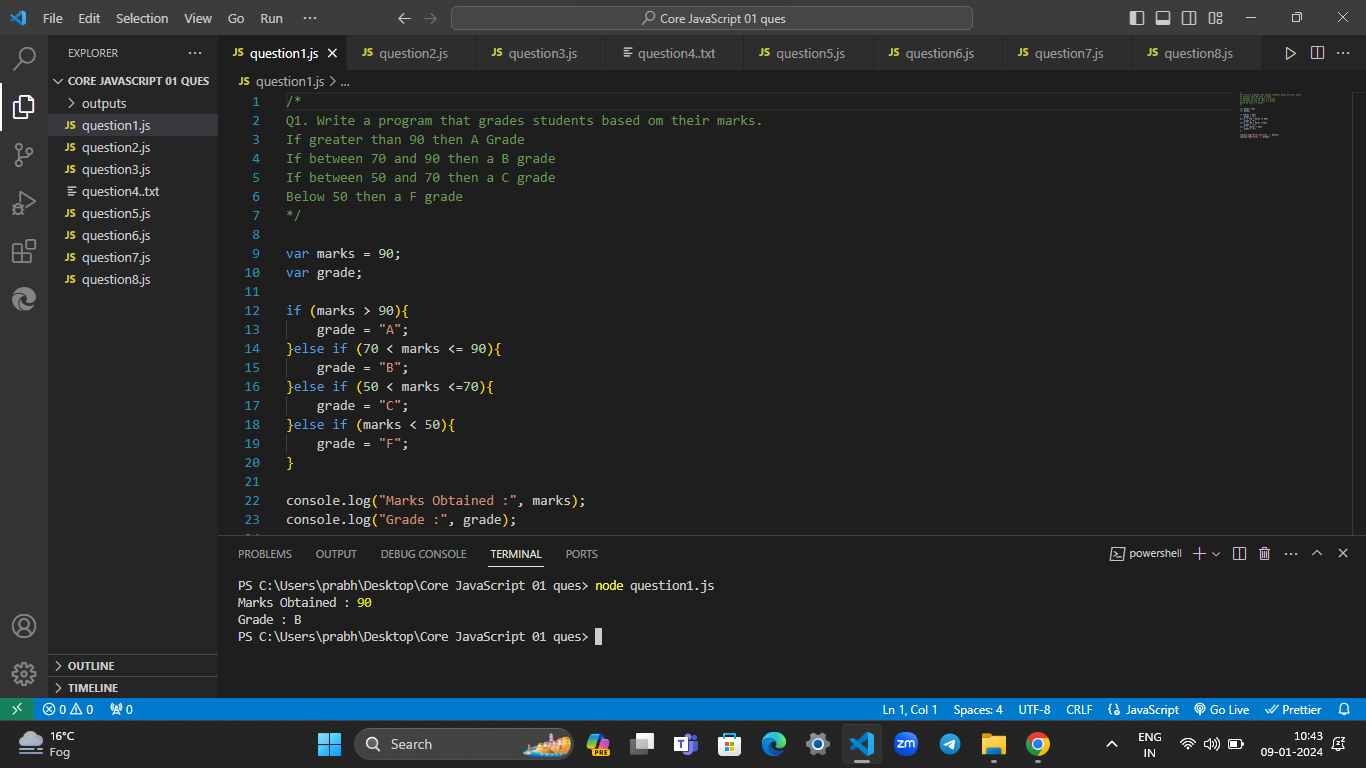 File Edit Selection View Go Run ··· Core JavaScript 01 ques
EXPLORER ···
CORE JAVASCRIPT 01 QUES
outputs
JS question1.js
JS question2.js
JS question3.js
question4..txt
JS question5.js
JS question6.js
JS question7.js
JS question8.js
OUTLINE
TIMELINE
JS question1.js JS question2.js JS question3.js question4..txt JS question5.js JS question6.js JS question7.js JS question8.js ···
JS question1.js > ...
1 /*
2 Q1. Write a program that grades students based om their marks.
3 If greater than 90 then A Grade
4 If between 70 and 90 then a B grade
5 If between 50 and 70 then a C grade
6 Below 50 then a F grade
7 */
8
9 var marks = 90;
10 var grade;
11
12 if (marks > 90){
13     grade = "A";
14 }else if (70 < marks <= 90){
15     grade = "B";
16 }else if (50 < marks <=70){
17     grade = "C";
18 }else if (marks < 50){
19     grade = "F";
20 }
21
22 console.log("Marks Obtained :", marks);
23 console.log("Grade :", grade);
PROBLEMS OUTPUT DEBUG CONSOLE TERMINAL PORTS powershell ···
PS C:\Users\prabh\Desktop\Core JavaScript 01 ques> node question1.js
Marks Obtained : 90
Grade : B
PS C:\Users\prabh\Desktop\Core JavaScript 01 ques>
0 0 0 Ln 1, Col 1 Spaces: 4 UTF-8 CRLF JavaScript Go Live Prettier
16°C
Fog
Search
PRE
zm
ENG
IN
10:43
09-01-2024